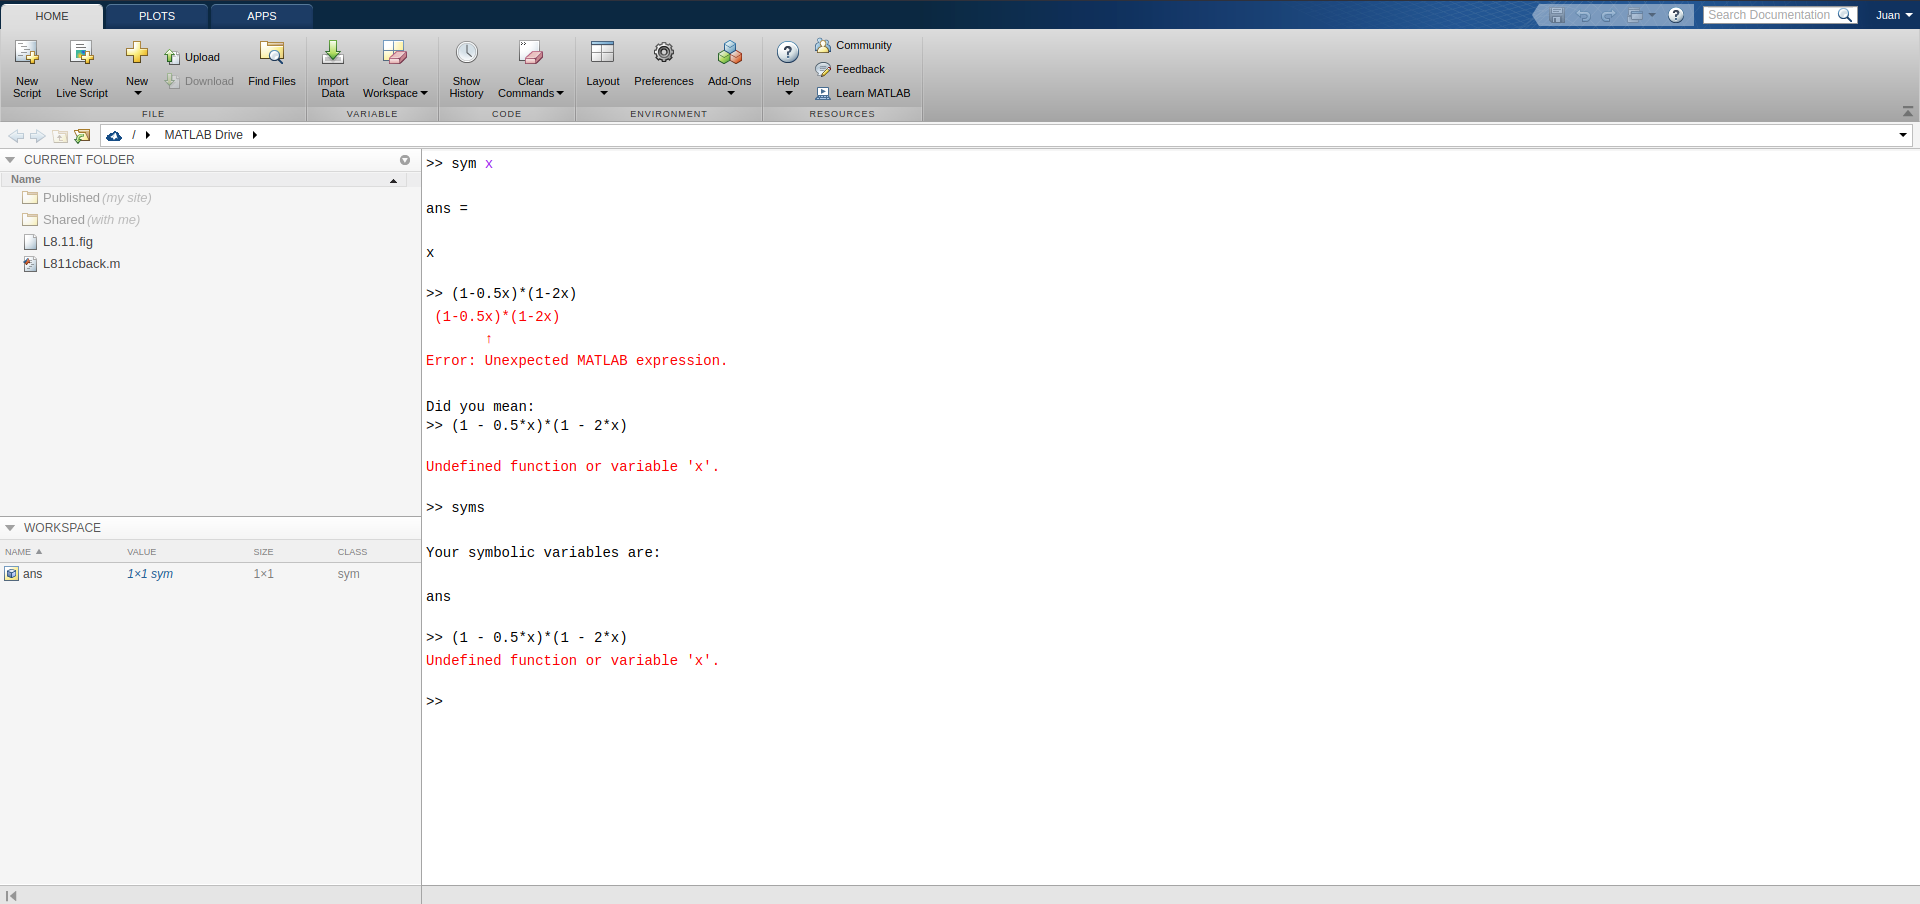 HOME PLOTS APPS
? Search Documentation Juan
New Script
New Live Script
New
Upload
Download
Find Files
Import Data
Clear Workspace
Show History
Clear Commands
Layout
Preferences
Add-Ons
? Help
Community
Feedback
Learn MATLAB
FILE VARIABLE CODE ENVIRONMENT RESOURCES
/ MATLAB Drive
CURRENT FOLDER
Name
Published (my site)
Shared (with me)
L8.11.fig
L811cback.m
WORKSPACE
NAME VALUE SIZE CLASS
ans 1×1 sym 1×1 sym
>> sym x
ans =
x
>> (1-0.5x)*(1-2x)
(1-0.5x)*(1-2x)
↑
Error: Unexpected MATLAB expression.
Did you mean:
>> (1 - 0.5*x)*(1 - 2*x)
Undefined function or variable 'x'.
>> syms
Your symbolic variables are:
ans
>> (1 - 0.5*x)*(1 - 2*x)
Undefined function or variable 'x'.
>>